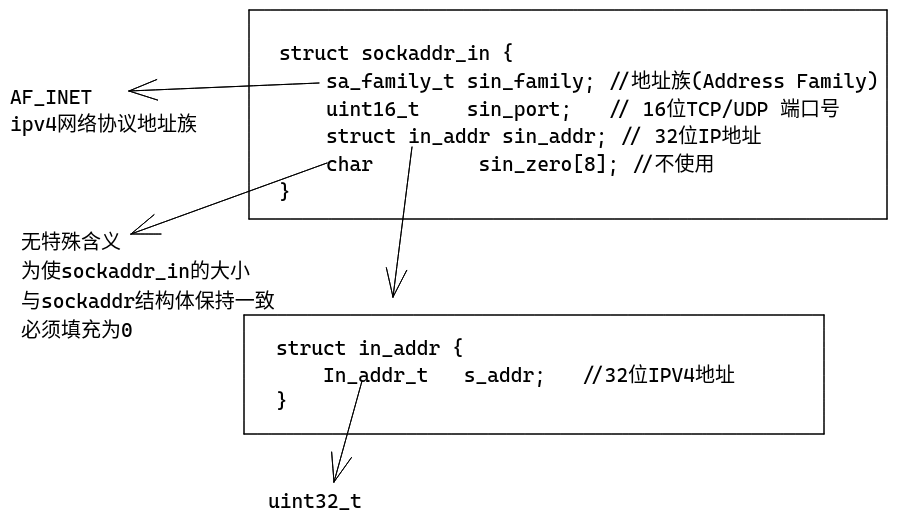 struct sockaddr_in {
sa_family_t sin_family; //地址族(Address Family)
uint16_t sin_port; // 16位TCP/UDP 端口号
struct in_addr sin_addr; // 32位IP地址
char sin_zero[8]; //不使用
}
AF_INET
ipv4网络协议地址族
无特殊含义
为使sockaddr_in的大小
与sockaddr结构体保持一致
必须填充为0
struct in_addr {
In_addr_t s_addr; //32位IPV4地址
}
uint32_t